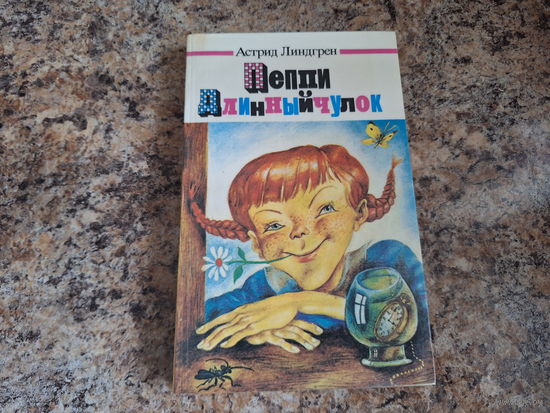 Астрид Линдгрен
Пеппи
Длинныйчулок